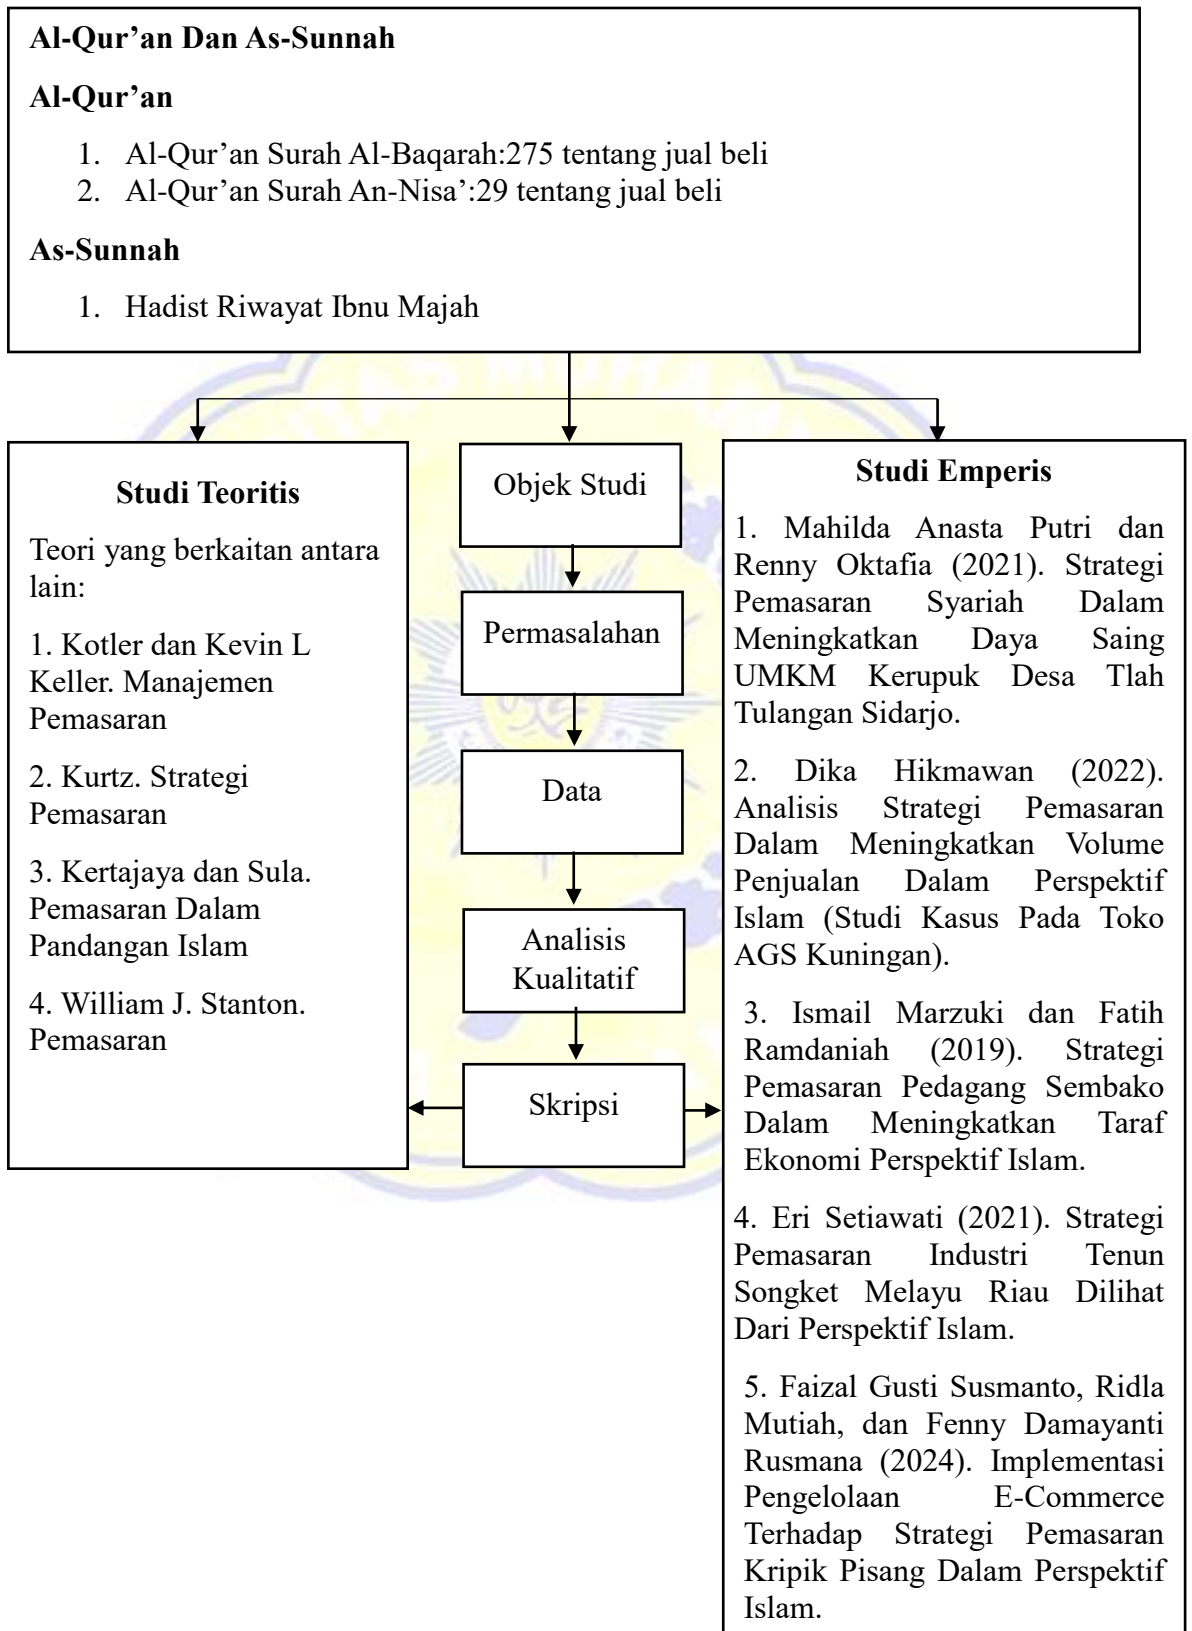 Al-Qur’an Dan As-Sunnah
Al-Qur’an
1. Al-Qur’an Surah Al-Baqarah:275 tentang jual beli
2. Al-Qur’an Surah An-Nisa’:29 tentang jual beli
As-Sunnah
1. Hadist Riwayat Ibnu Majah
Studi Teoritis
Teori yang berkaitan antara
lain:
1. Kotler dan Kevin L
Keller. Manajemen
Pemasaran
2. Kurtz. Strategi
Pemasaran
3. Kertajaya dan Sula.
Pemasaran Dalam
Pandangan Islam
4. William J. Stanton.
Pemasaran
Objek Studi
Permasalahan
Data
Analisis
Kualitatif
Skripsi
Studi Emperis
1. Mahilda Anasta Putri dan
Renny Oktafia (2021). Strategi
Pemasaran Syariah Dalam
Meningkatkan Daya Saing
UMKM Kerupuk Desa Tlah
Tulangan Sidarjo.
2. Dika Hikmawan (2022).
Analisis Strategi Pemasaran
Dalam Meningkatkan Volume
Penjualan Dalam Perspektif
Islam (Studi Kasus Pada Toko
AGS Kuningan).
3. Ismail Marzuki dan Fatih
Ramdaniah (2019). Strategi
Pemasaran Pedagang Sembako
Dalam Meningkatkan Taraf
Ekonomi Perspektif Islam.
4. Eri Setiawati (2021). Strategi
Pemasaran Industri Tenun
Songket Melayu Riau Dilihat
Dari Perspektif Islam.
5. Faizal Gusti Susmanto, Ridla
Mutiah, dan Fenny Damayanti
Rusmana (2024). Implementasi
Pengelolaan E-Commerce
Terhadap Strategi Pemasaran
Kripik Pisang Dalam Perspektif
Islam.